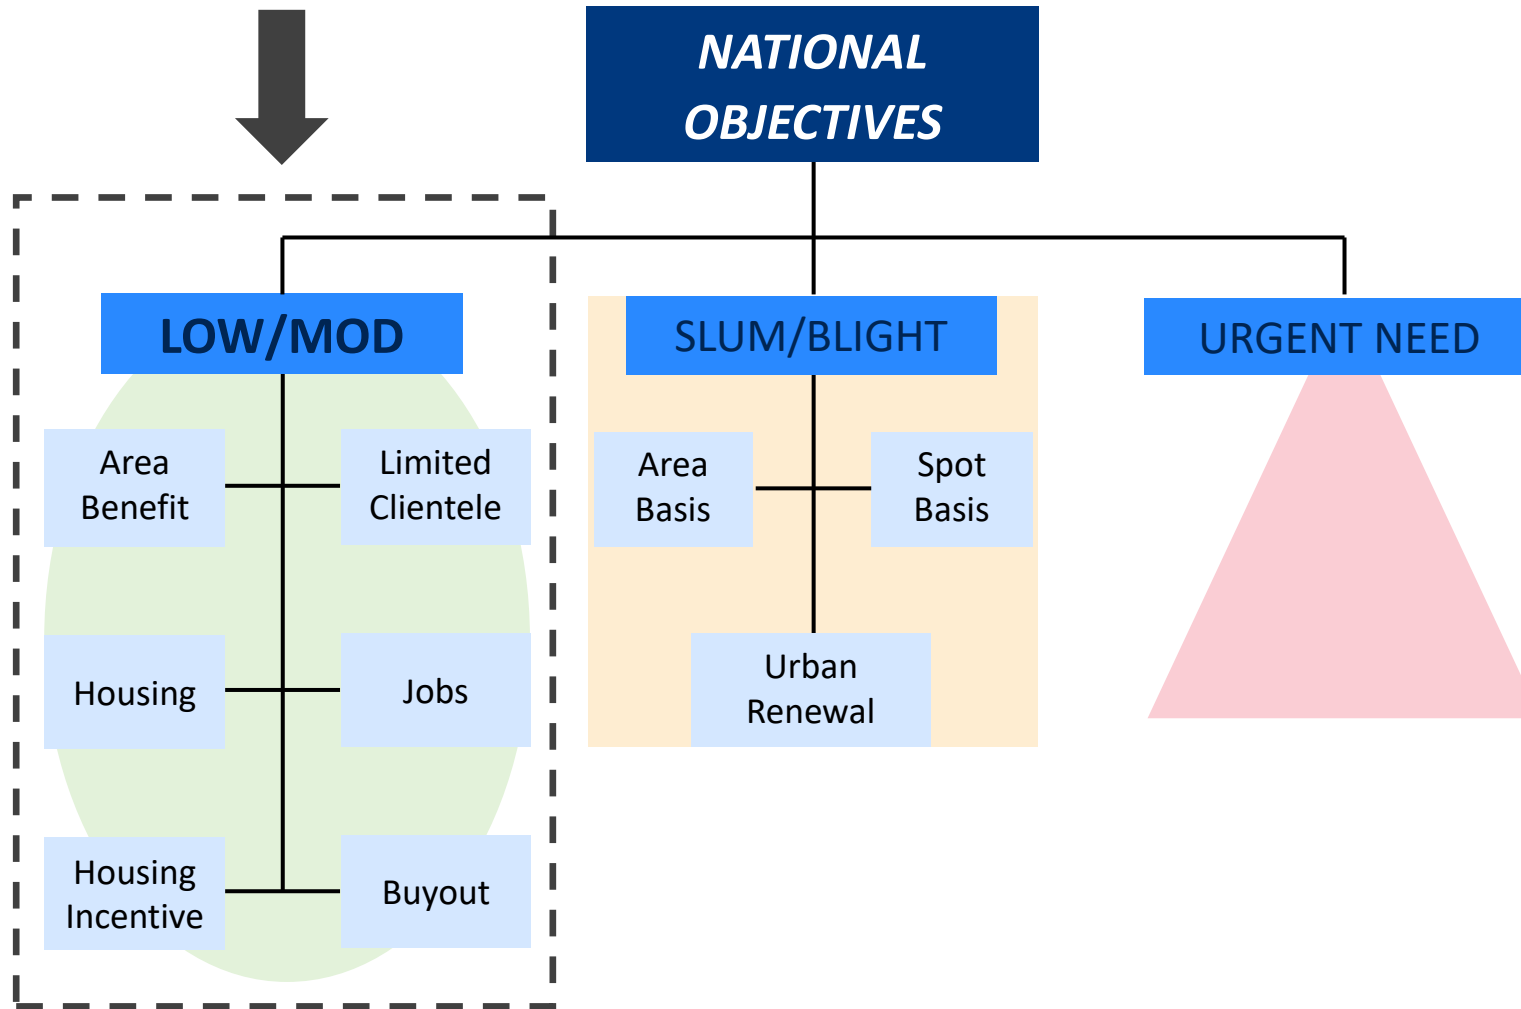 NATIONAL
OBJECTIVES
LOW/MOD
SLUM/BLIGHT
URGENT NEED
Area
Benefit
Limited
Clientele
Area
Basis
Spot
Basis
Housing
Jobs
Urban
Renewal
Housing
Incentive
Buyout